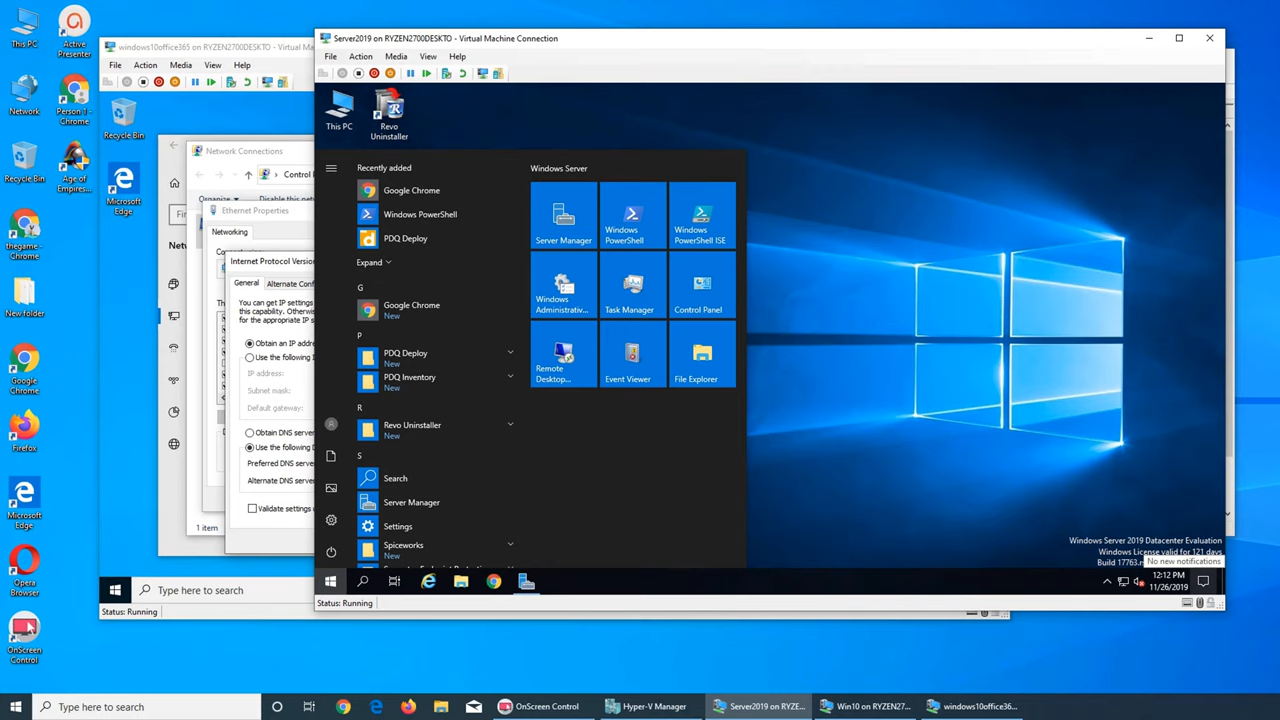 This PC
Active
Presenter
Network
Person 1 -
Chrome
Recycle Bin
Age of
Empires...
thegame -
Chrome
New folder
Google
Chrome
Firefox
Microsoft
Edge
Opera
Browser
OnScreen
Control
windows10office365 on RYZEN2700DESKTO - Virtual Machine
File Action Media View Help
Recycle Bin
Microsoft
Edge
Network Connections
Control
Organize
Disable this
Ethernet Properties
Networking
Internet Protocol Version
General
Alternate Conf
You can get IP settings
this capability. Otherwis
for the appropriate IP s
Obtain an IP addre
Use the following I
IP address:
Subnet mask:
Default gateway:
Obtain DNS server
Use the following
Preferred DNS serve
Alternate DNS serve
Validate settings
1 item
Type here to search
Status: Running
Server2019 on RYZEN2700DESKTO - Virtual Machine Connection
File Action Media View Help
This PC
Revo
Uninstaller
Recently added
Google Chrome
Windows PowerShell
PDQ Deploy
Expand
G
Google Chrome
New
P
PDQ Deploy
New
PDQ Inventory
New
R
Revo Uninstaller
New
S
Search
Server Manager
Settings
Spiceworks
New
Windows Server
Server Manager
Windows
PowerShell
Windows
PowerShell ISE
Windows
Administrativ...
Task Manager
Control Panel
Remote
Desktop...
Event Viewer
File Explorer
Windows Server 2019 Datacenter Evaluation
Windows License valid for 121 days
Build 17763.
No new notifications
12:12 PM
11/26/2019
Status: Running
Type here to search
OnScreen Control
Hyper-V Manager
Server2019 on RYZE...
Win10 on RYZEN27...
windows10office36...